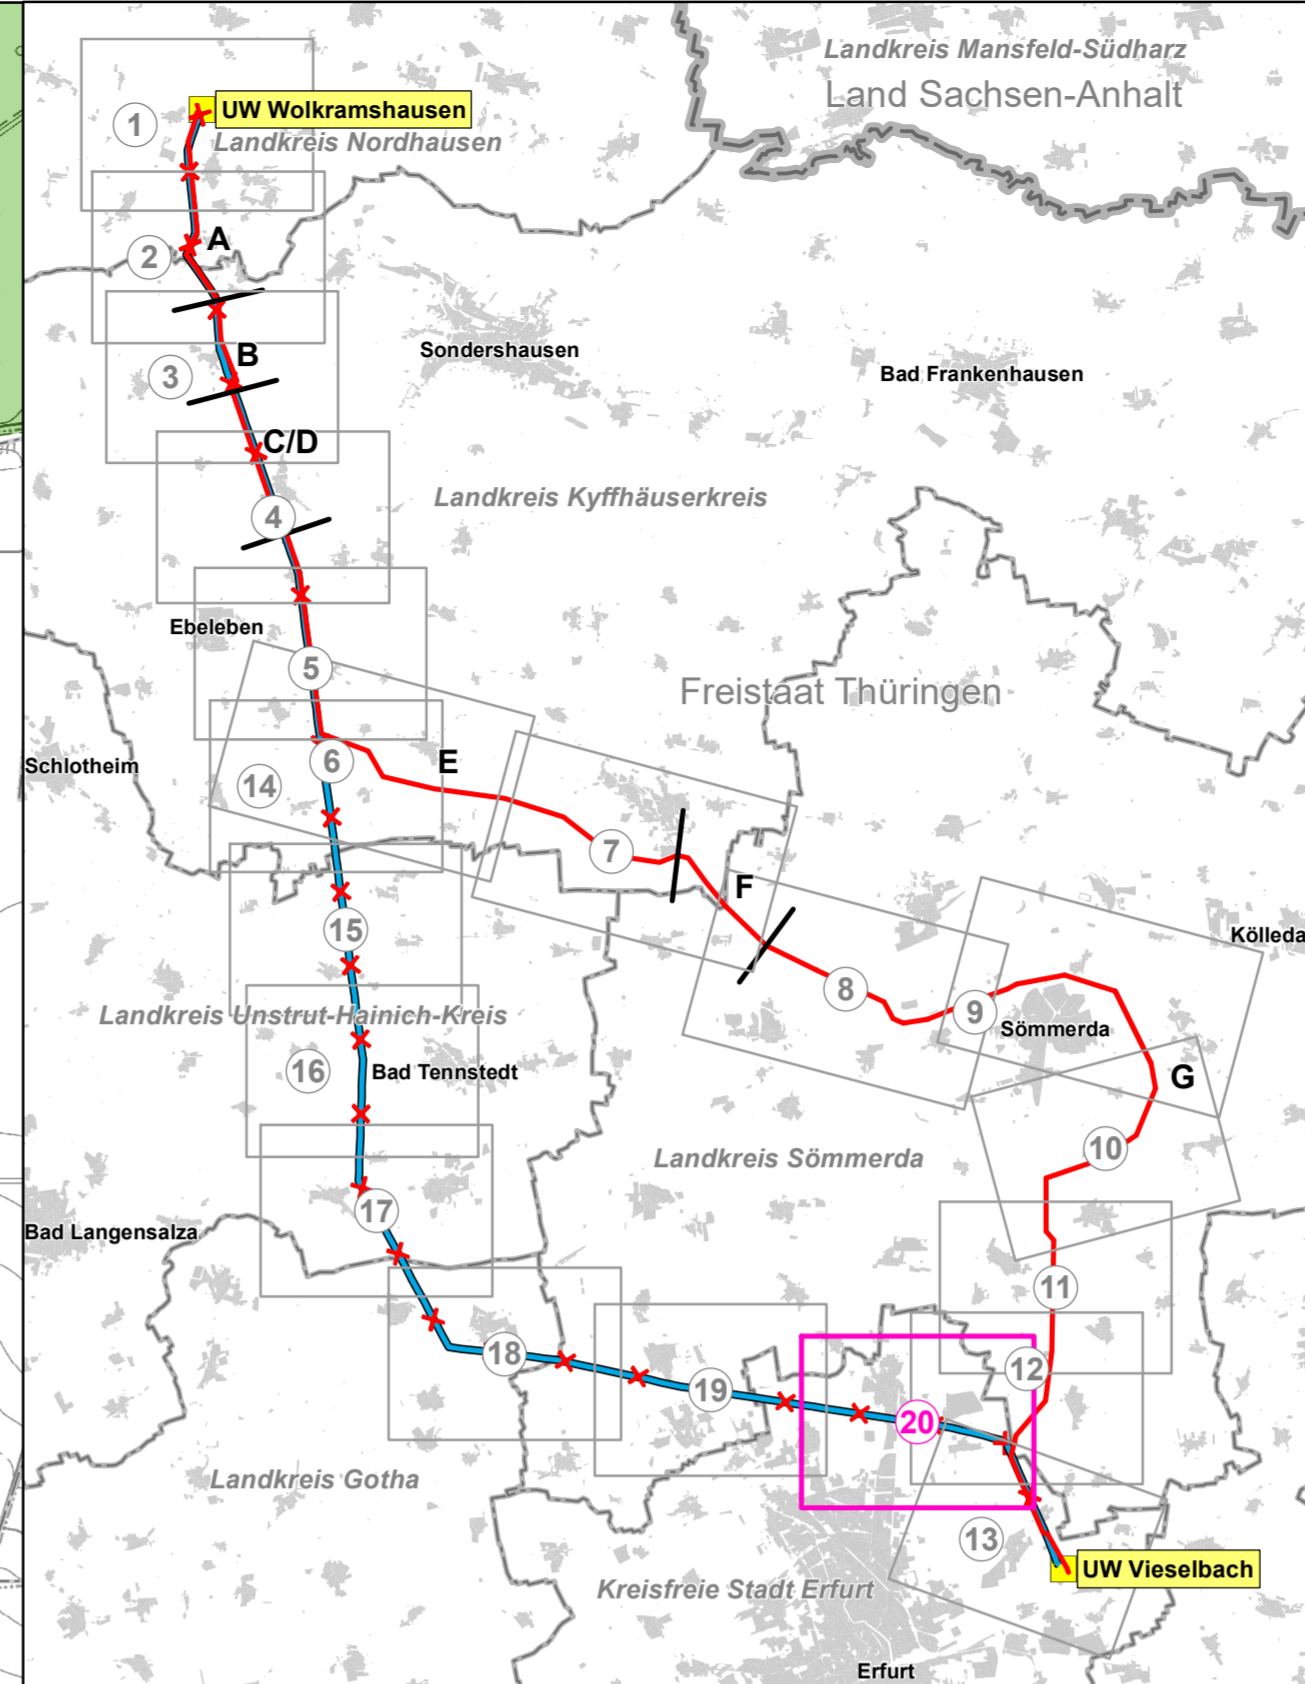 Landkreis Mansfeld-Südharz
Land Sachsen-Anhalt
UW Wolkramshausen
1
Landkreis Nordhausen
A
2
Sondershausen
B
3
Bad Frankenhausen
C/D
Landkreis Kyffhäuserkreis
4
Ebeleben
5
Freistaat Thüringen
Schlotheim
6
E
14
7
F
15
Kölleda
8
9
Landkreis Unstrut-Hainich-Kreis
Sömmerda
16
Bad Tennstedt
G
10
Landkreis Sömmerda
17
Bad Langensalza
11
18
12
19
20
Landkreis Gotha
13
UW Vieselbach
Kreisfreie Stadt Erfurt
Erfurt